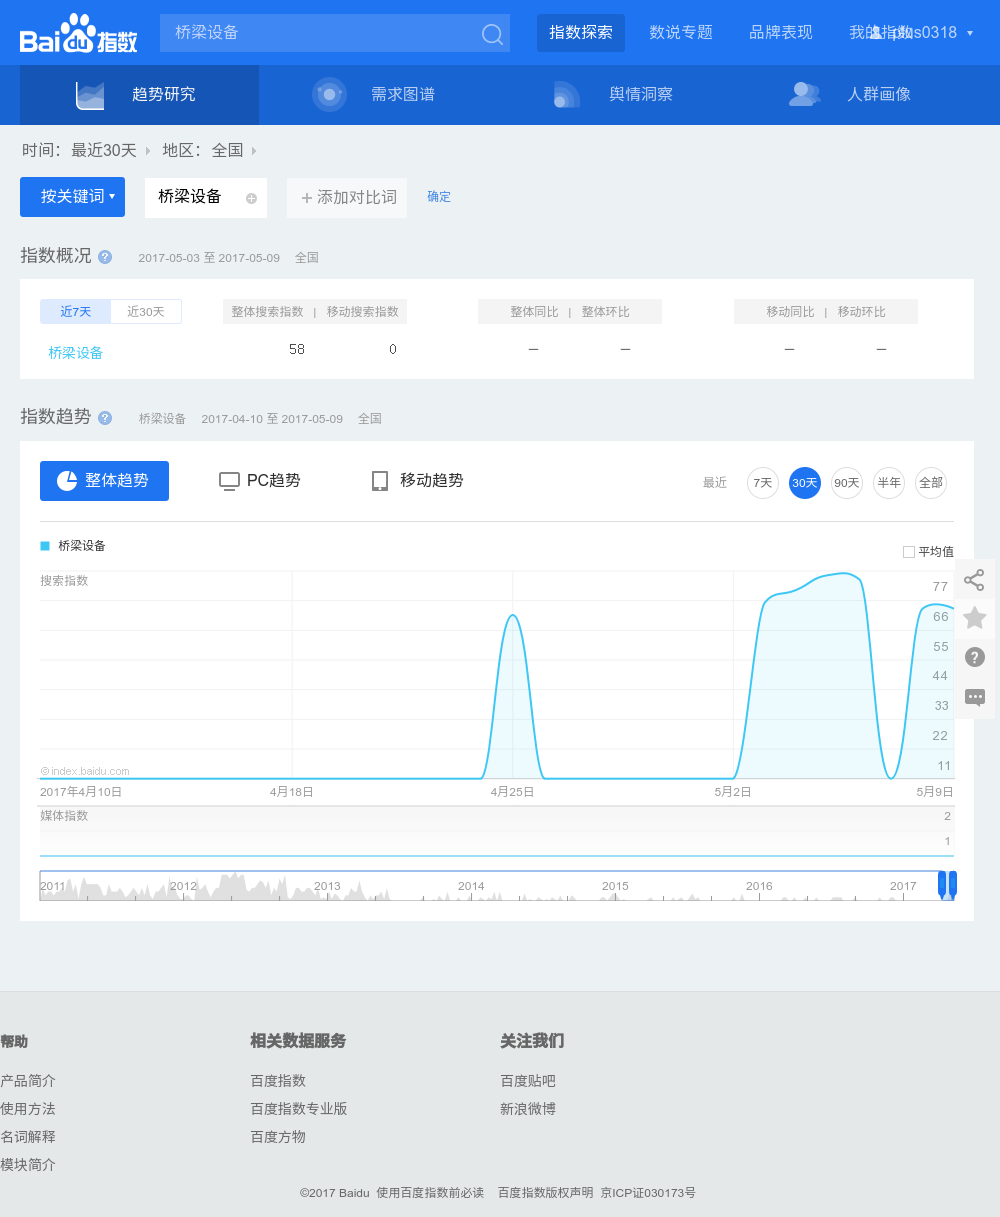 Bai du 指数
桥梁设备
指数探索 数说专题 品牌表现 我的指数 plus0318
趋势研究 需求图谱 舆情洞察 人群画像
时间： 最近30天 地区： 全国
按关键词 桥梁设备 + 添加对比词 确定
指数概况 ? 2017-05-03 至 2017-05-09 全国
近7天 近30天 整体搜索指数 | 移动搜索指数 整体同比 | 整体环比 移动同比 | 移动环比
桥梁设备 58 0 – – – –
指数趋势 ? 桥梁设备 2017-04-10 至 2017-05-09 全国
整体趋势 PC趋势 移动趋势 最近 7天 30天 90天 半年 全部
桥梁设备
平均值
搜索指数
77
66
55
44
33
22
11
©index.baidu.com
2017年4月10日 4月18日 4月25日 5月2日 5月9日
媒体指数 2
1
2011 2012 2013 2014 2015 2016 2017
帮助 相关数据服务 关注我们
产品简介 百度指数 百度贴吧
使用方法 百度指数专业版 新浪微博
名词解释 百度方物
模块简介
©2017 Baidu 使用百度指数前必读 百度指数版权声明 京ICP证030173号